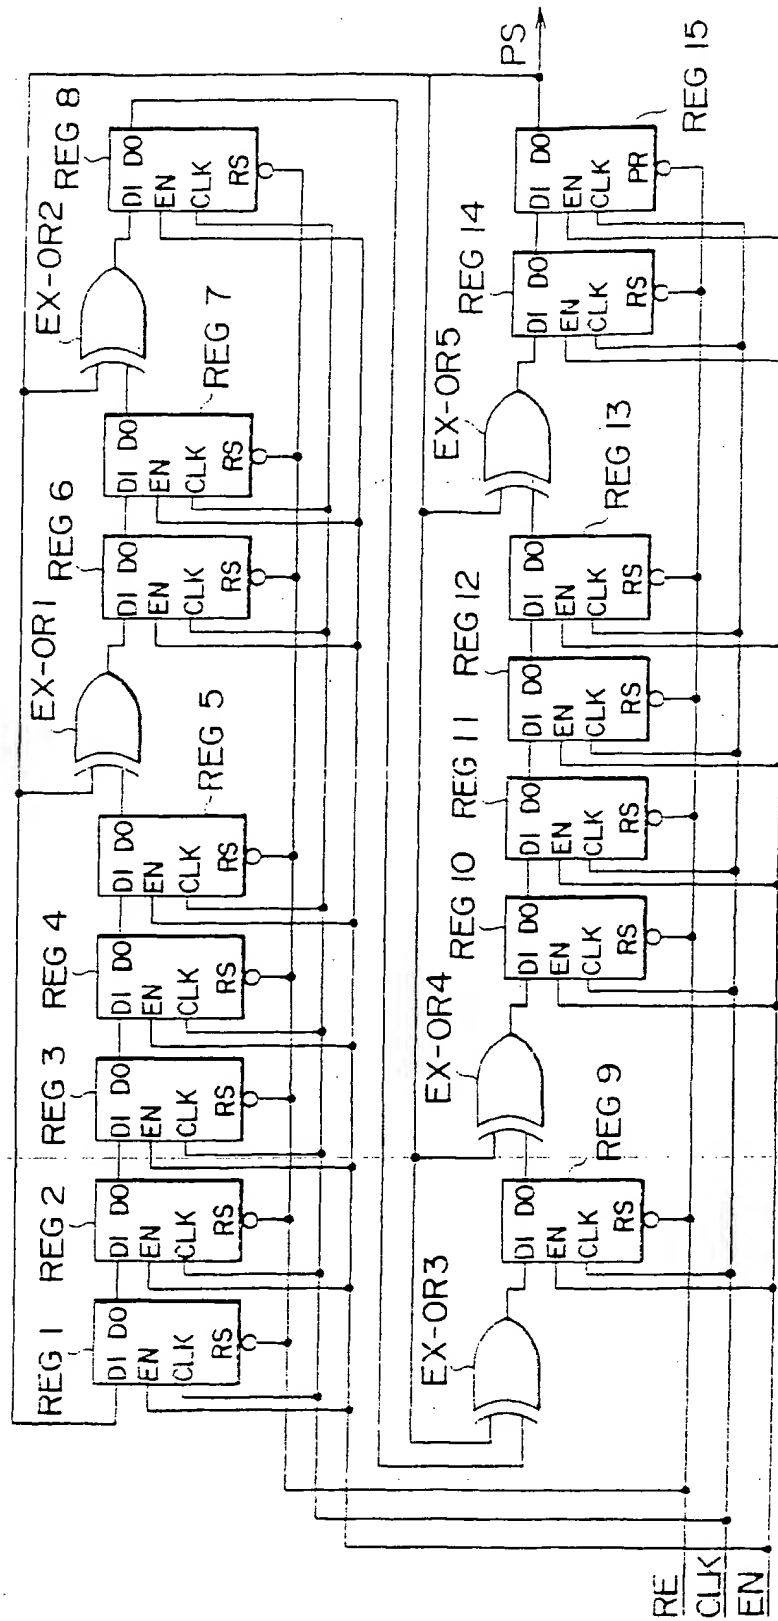 REG 1
DI DO
EN
CLK
RS
REG 2
DI DO
EN
CLK
RS
REG 3
DI DO
EN
CLK
RS
REG 4
DI DO
EN
CLK
RS
REG 5
DI DO
EN
CLK
RS
EX-OR1
REG 6
DI DO
EN
CLK
RS
REG 7
DI DO
EN
CLK
RS
EX-OR2
REG 8
DI DO
EN
CLK
RS
EX-OR3
REG 9
DI DO
EN
CLK
RS
EX-OR4
REG 10
DI DO
EN
CLK
RS
REG 11
DI DO
EN
CLK
RS
REG 12
DI DO
EN
CLK
RS
REG 13
DI DO
EN
CLK
RS
EX-OR5
REG 14
DI DO
EN
CLK
RS
REG 15
DI DO
EN
CLK
PR
PS
RE
CLK
EN